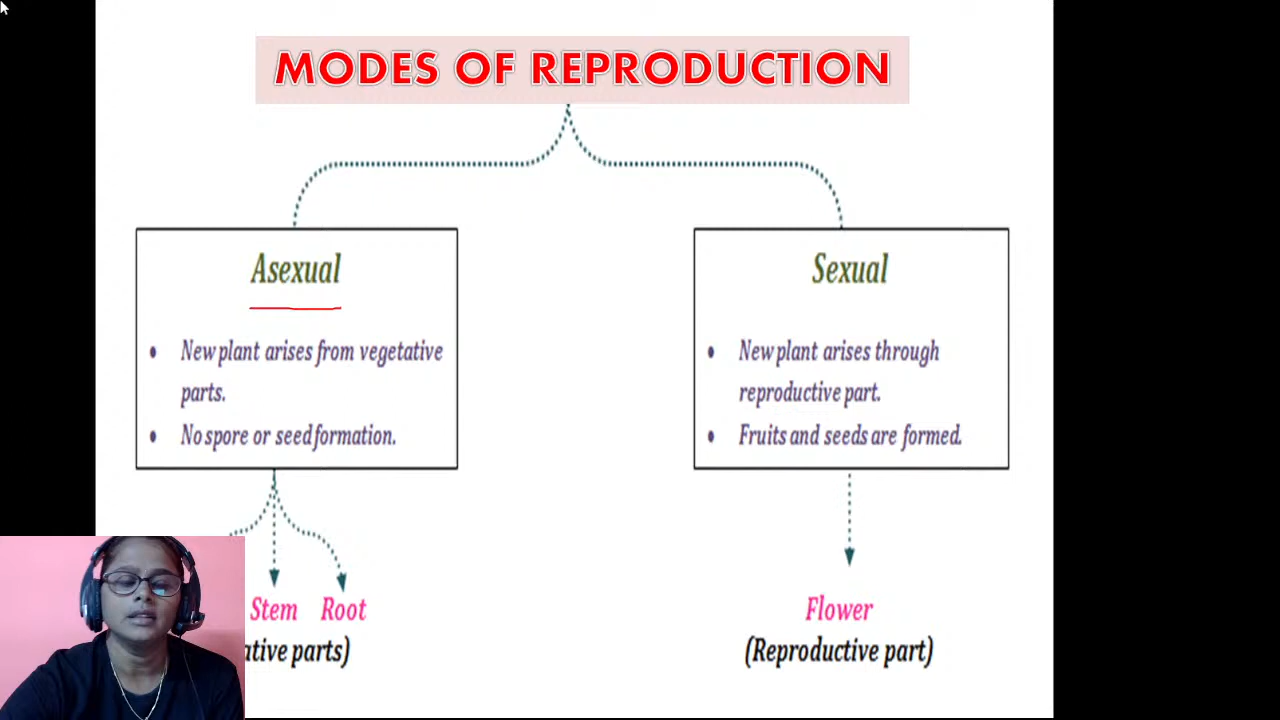 MODES OF REPRODUCTION
Asexual
• New plant arises from vegetative
parts.
• No spore or seed formation.
Sexual
• New plant arises through
reproductive part.
• Fruits and seeds are formed.
Stem Root
ative parts)
Flower
(Reproductive part)